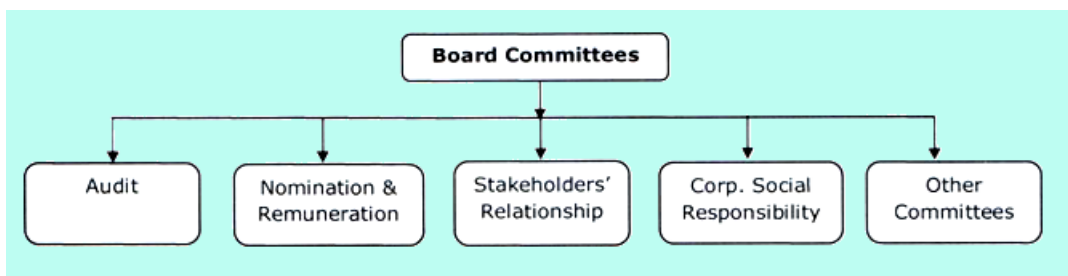 Board Committees
Audit
Nomination &
Remuneration
Stakeholders’
Relationship
Corp. Social
Responsibility
Other
Committees